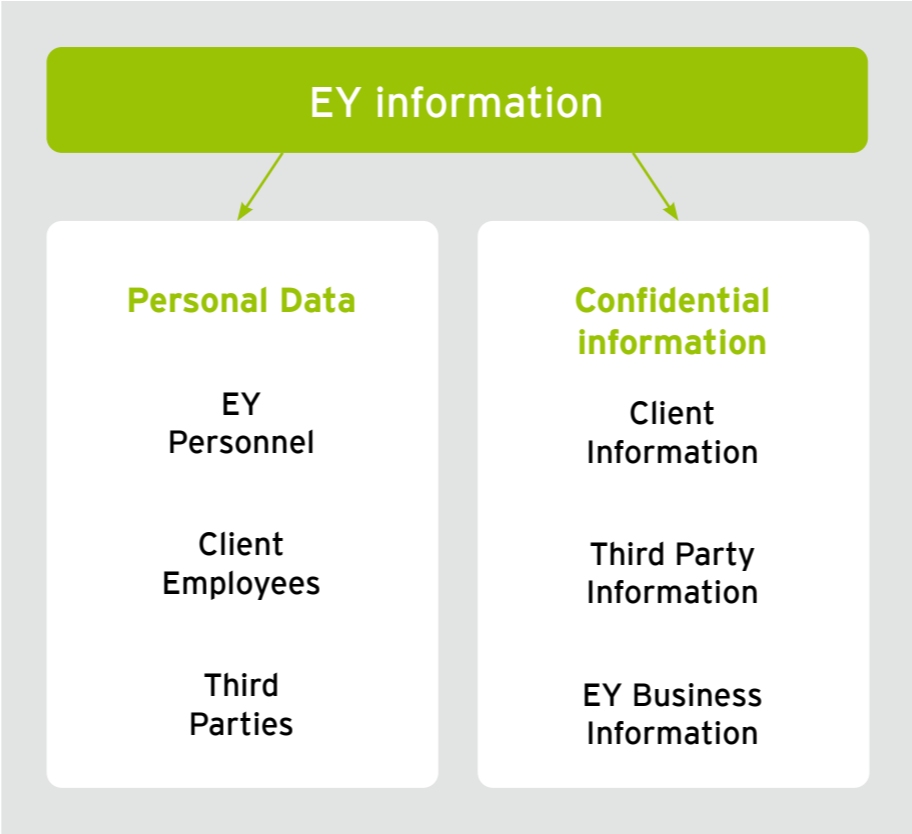 EY information
Personal Data
EY
Personnel
Client
Employees
Third
Parties
Confidential
information
Client
Information
Third Party
Information
EY Business
Information